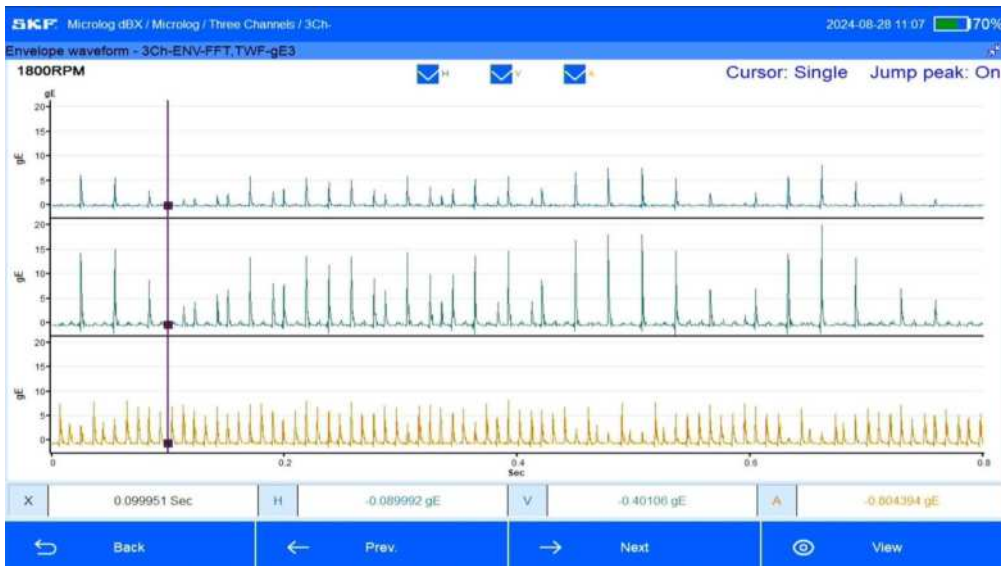 SKF Microlog dBX / Microlog / Three Channels / 3Ch- 2024-08-28 11:07 70%
Envelope waveform - 3Ch-ENV-FFT,TWF-gE3
1800RPM H V A Cursor: Single Jump peak: On
gE
20
15
gE 10
5
0
20
15
gE 10
5
0
20
15
gE 10
5
0
0 0.2 0.4 0.6 0.8
Sec
X 0.099951 Sec H -0.089992 gE V -0.40106 gE A -0.804394 gE
Back Prev. Next View